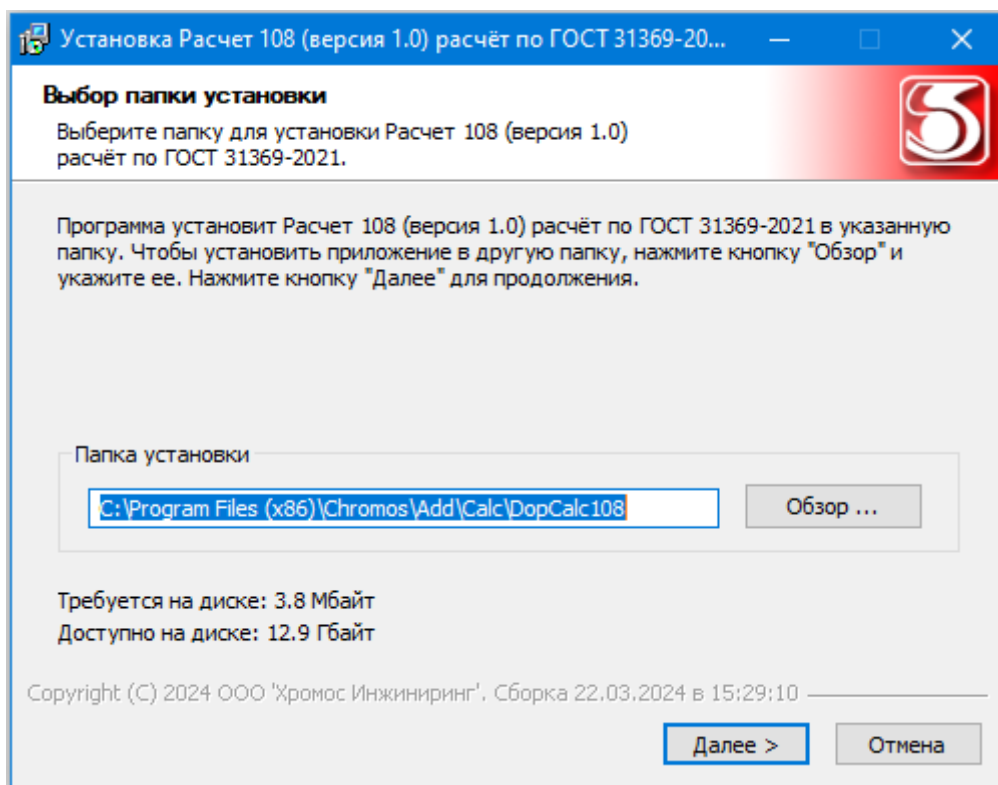 Установка Расчет 108 (версия 1.0) расчёт по ГОСТ 31369-20...
Выбор папки установки
Выберите папку для установки Расчет 108 (версия 1.0)
расчёт по ГОСТ 31369-2021.
Программа установит Расчет 108 (версия 1.0) расчёт по ГОСТ 31369-2021 в указанную
папку. Чтобы установить приложение в другую папку, нажмите кнопку "Обзор" и
укажите ее. Нажмите кнопку "Далее" для продолжения.
Папка установки
C:\Program Files (x86)\Chromos\Add\Calc\DopCalc108
Обзор ...
Требуется на диске: 3.8 Мбайт
Доступно на диске: 12.9 Гбайт
Copyright (C) 2024 ООО 'Хромос Инжиниринг'. Сборка 22.03.2024 в 15:29:10
Далее >
Отмена